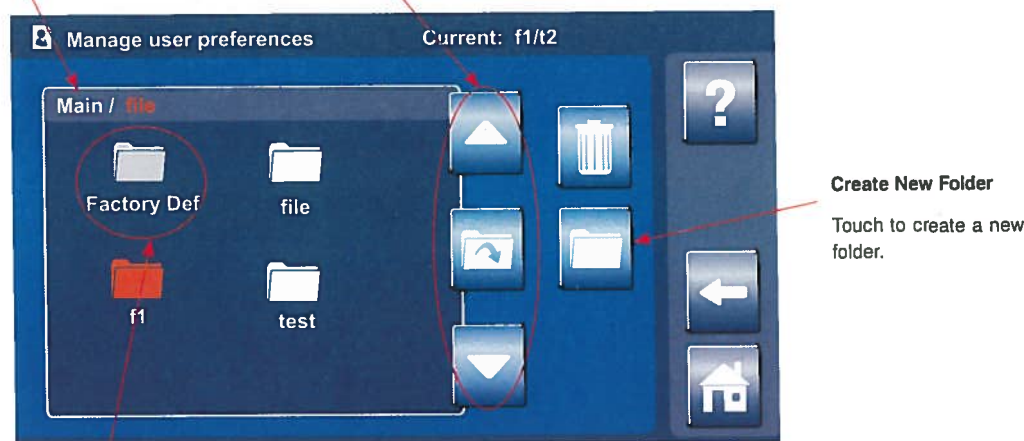 Manage user preferences
Current: f1/t2
Main / file
?
Factory Def
file
f1
test
Create New Folder
Touch to create a new
folder.